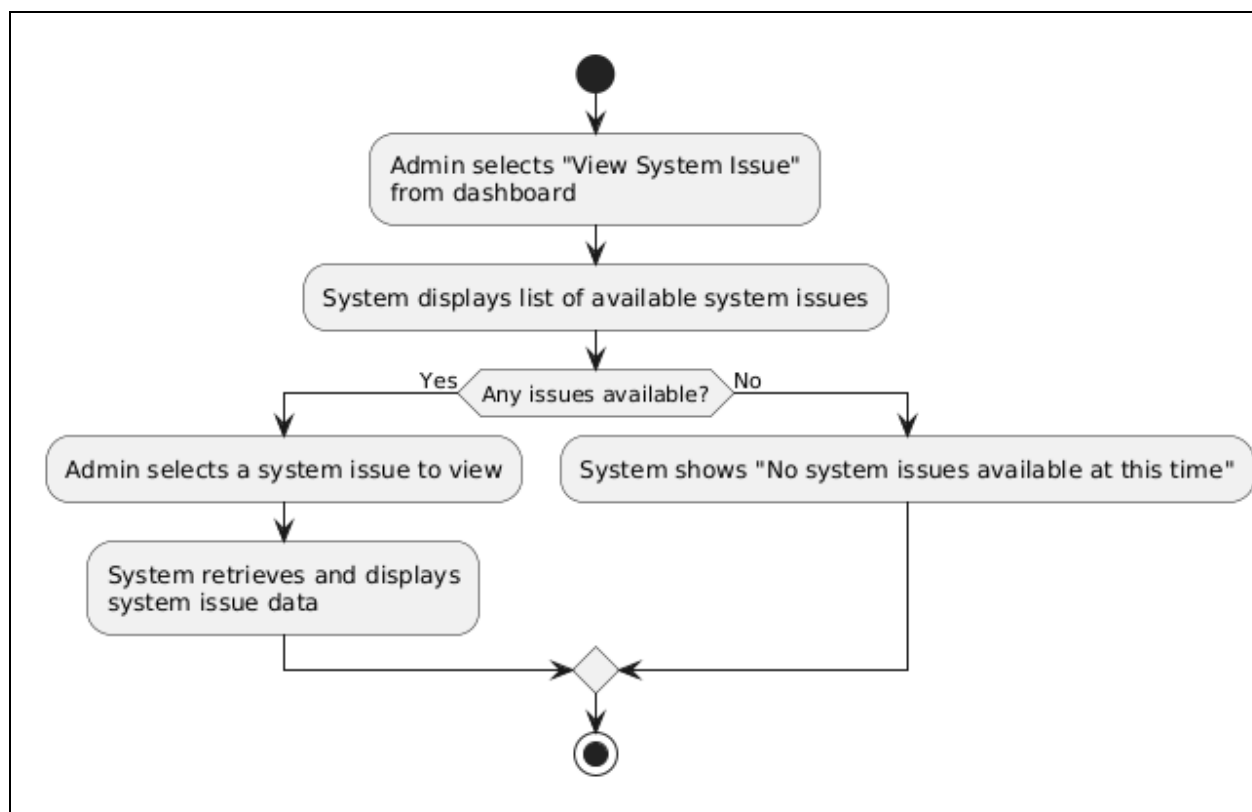 Admin selects "View System Issue"
from dashboard
System displays list of available system issues
Yes
Any issues available?
No
Admin selects a system issue to view
System shows "No system issues available at this time"
System retrieves and displays
system issue data